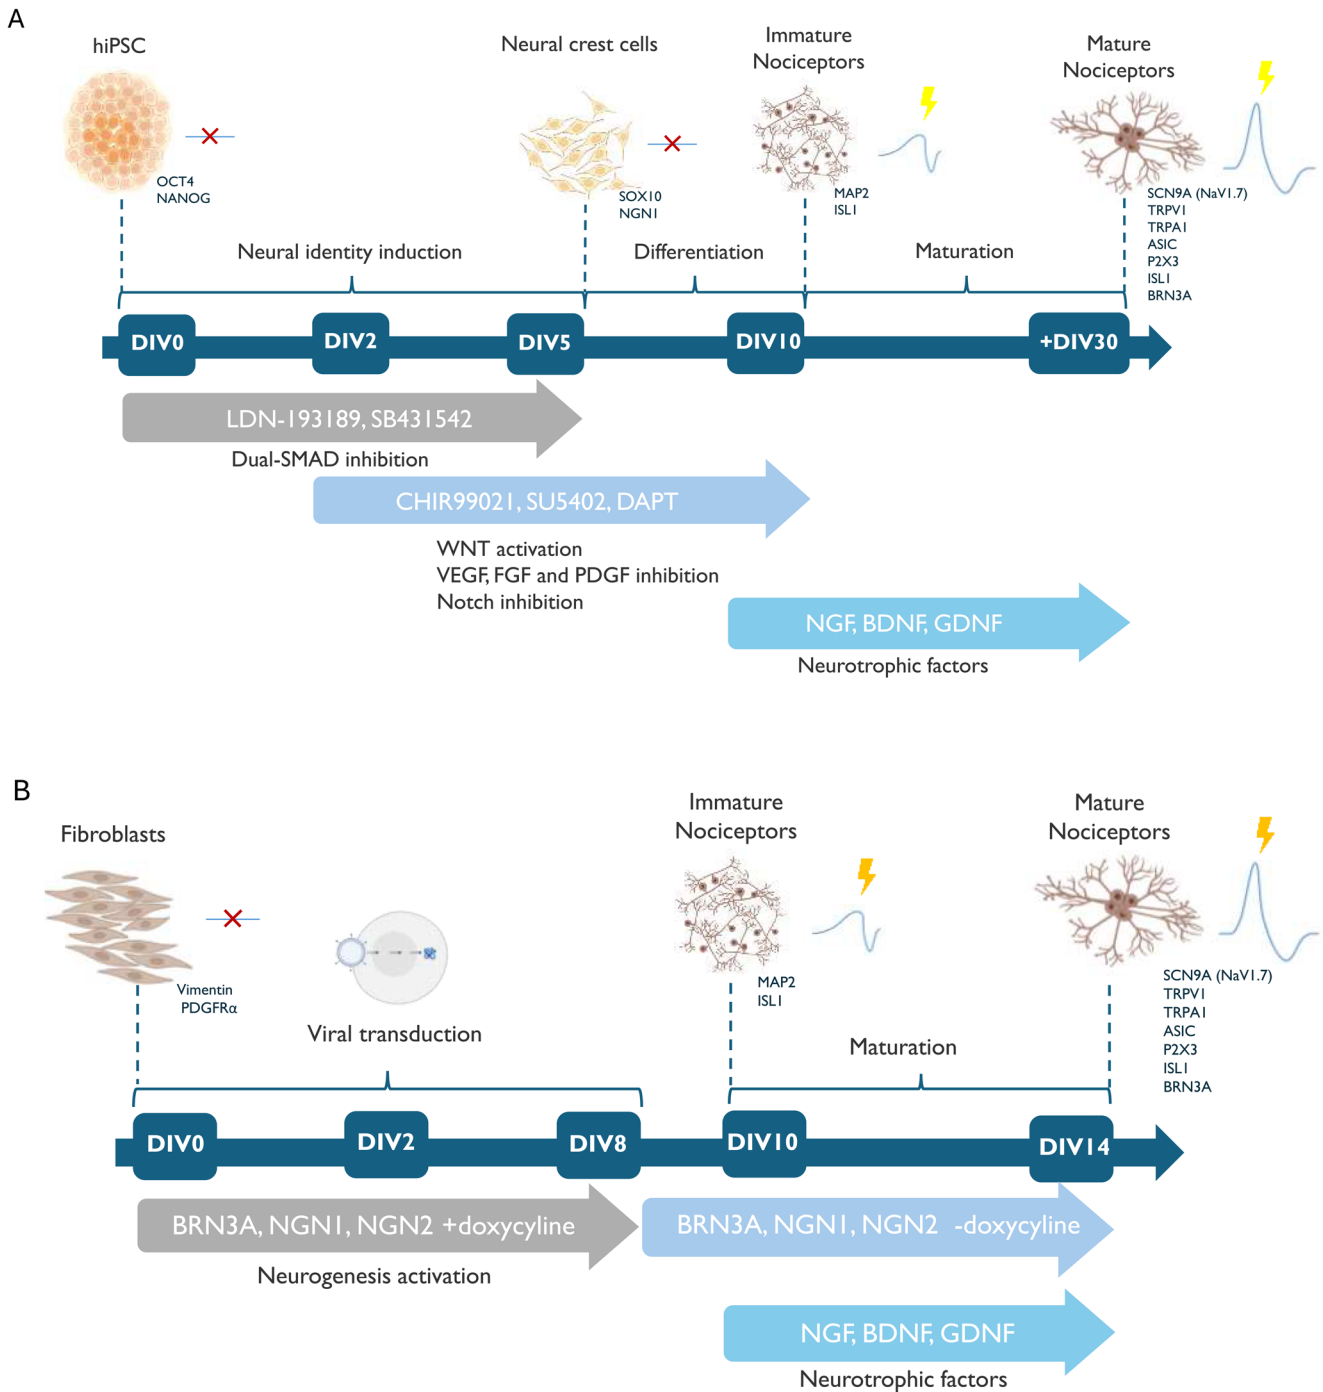 A
hiPSC
Neural crest cells
Immature
Nociceptors
Mature
Nociceptors
OCT4
NANOG
SOX10
NGN1
MAP2
ISL1
SCN9A (NaV1.7)
TRPV1
TRPA1
ASIC
P2X3
ISL1
BRN3A
Neural identity induction
Differentiation
Maturation
DIV0
DIV2
DIV5
DIV10
+DIV30
LDN-193189, SB431542
Dual-SMAD inhibition
CHIR99021, SU5402, DAPT
WNT activation
VEGF, FGF and PDGF inhibition
Notch inhibition
NGF, BDNF, GDNF
Neurotrophic factors
B
Fibroblasts
Immature
Nociceptors
Mature
Nociceptors
Vimentin
PDGFRα
MAP2
ISL1
SCN9A (NaV1.7)
TRPV1
TRPA1
ASIC
P2X3
ISL1
BRN3A
Viral transduction
Maturation
DIV0
DIV2
DIV8
DIV10
DIV14
BRN3A, NGN1, NGN2 +doxycyline
BRN3A, NGN1, NGN2 -doxycyline
Neurogenesis activation
NGF, BDNF, GDNF
Neurotrophic factors